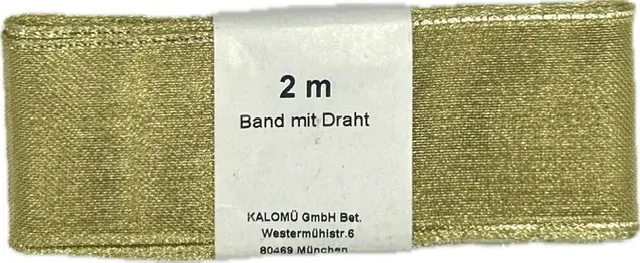 2 m
Band mit Draht
KALOMÜ GmbH Bet.
Westermühlstr.6
80469 München